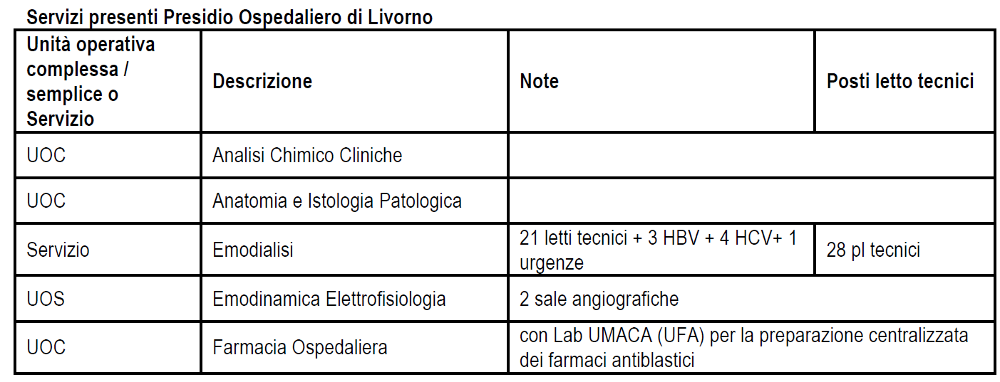 Servizi presenti Presidio Ospedaliero di Livorno
Unità operativa
complessa /
semplice o
Servizio
Descrizione
Note
Posti letto tecnici
UOC
Analisi Chimico Cliniche
UOC
Anatomia e Istologia Patologica
Servizio
Emodialisi
21 letti tecnici + 3 HBV + 4 HCV+ 1
urgenze
28 pl tecnici
UOS
Emodinamica Elettrofisiologia
2 sale angiografiche
UOC
Farmacia Ospedaliera
con Lab UMACA (UFA) per la preparazione centralizzata
dei farmaci antiblastici